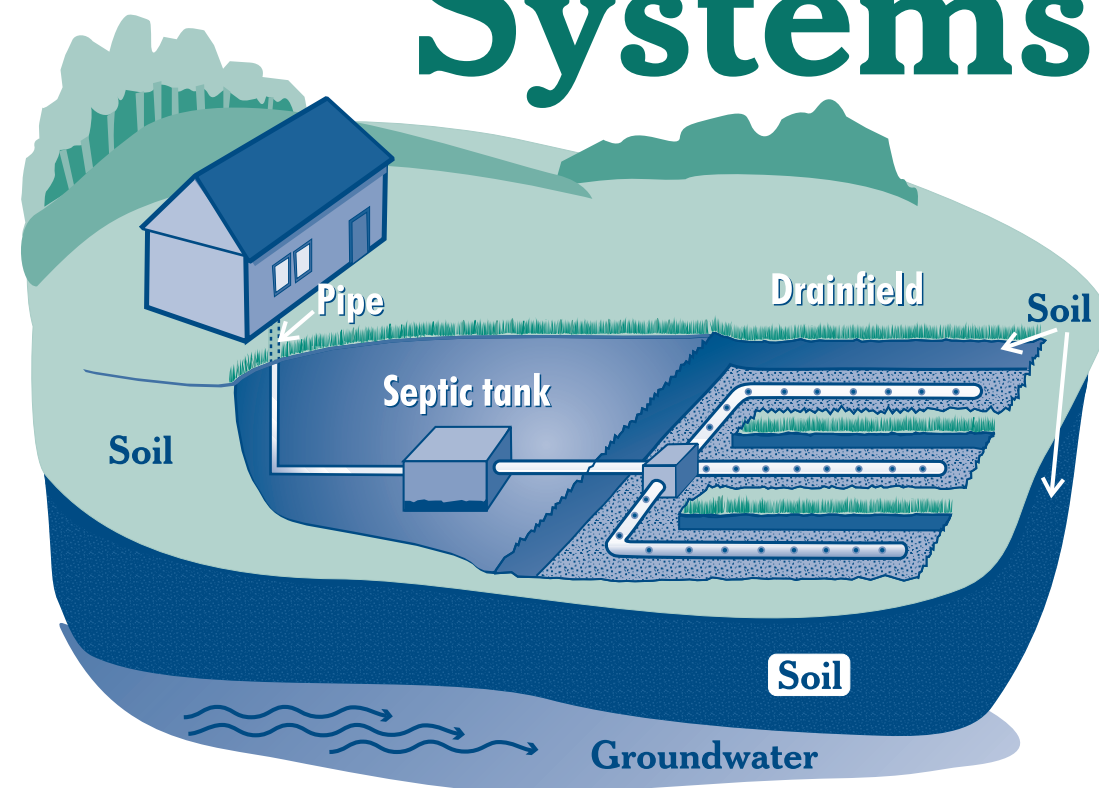 Systems
Drainfield
Pipe
Soil
Septic tank
Soil
Soil
Groundwater